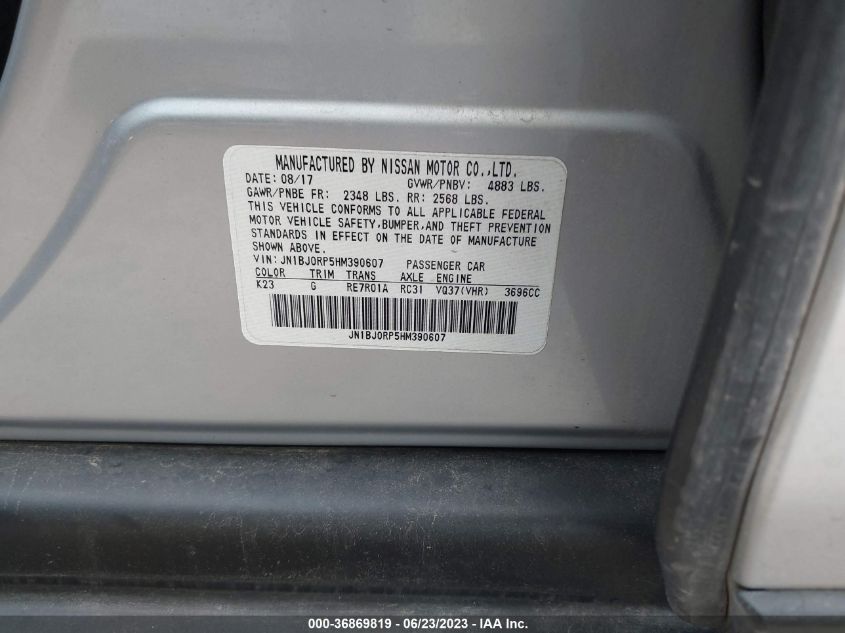 MANUFACTURED BY NISSAN MOTOR CO.,LTD.
DATE: 08/17 GVWR/PNBV: 4883 LBS.
GAWR/PNBE FR: 2348 LBS. RR: 2568 LBS.
THIS VEHICLE CONFORMS TO ALL APPLICABLE FEDERAL
MOTOR VEHICLE SAFETY,BUMPER,AND THEFT PREVENTION
STANDARDS IN EFFECT ON THE DATE OF MANUFACTURE
SHOWN ABOVE.
VIN: JN1BJ0RP5HM390607 PASSENGER CAR
COLOR TRIM TRANS AXLE ENGINE
K23 G RE7R01A RC31 VQ37(VHR) 3696CC
JN1BJ0RP5HM390607
000-36869819 - 06/23/2023 - © IAA, Inc.